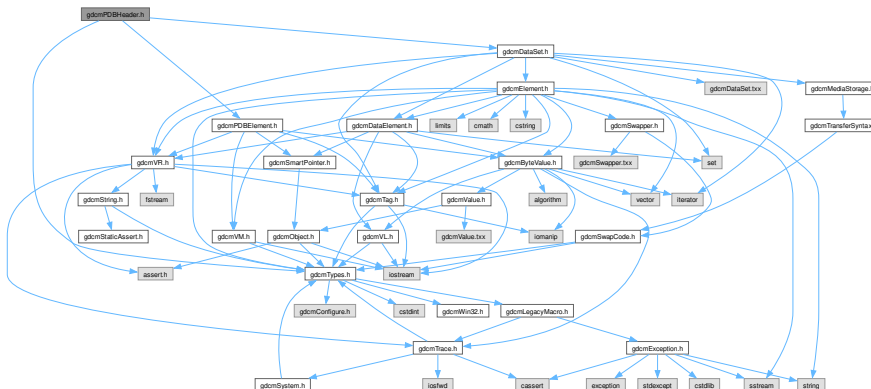 gdcmPDBHeader.h
gdcmDataSet.h
gdcmElement.h
gdcmDataSet.txx
gdcmMediaStorage.h
gdcmPDBElement.h
gdcmDataElement.h
limits
cmath
cstring
gdcmSwapper.h
gdcmTransferSyntax.h
gdcmVR.h
gdcmSmartPointer.h
gdcmByteValue.h
gdcmSwapper.txx
set
gdcmString.h
fstream
gdcmTag.h
gdcmValue.h
algorithm
vector
iterator
gdcmStaticAssert.h
gdcmVM.h
gdcmObject.h
gdcmVL.h
gdcmValue.txx
iomanip
gdcmSwapCode.h
assert.h
gdcmTypes.h
iostream
gdcmConfigure.h
cstdint
gdcmWin32.h
gdcmLegacyMacro.h
gdcmTrace.h
gdcmException.h
gdcmSystem.h
iosfwd
cassert
exception
stdexcept
cstdlib
sstream
string